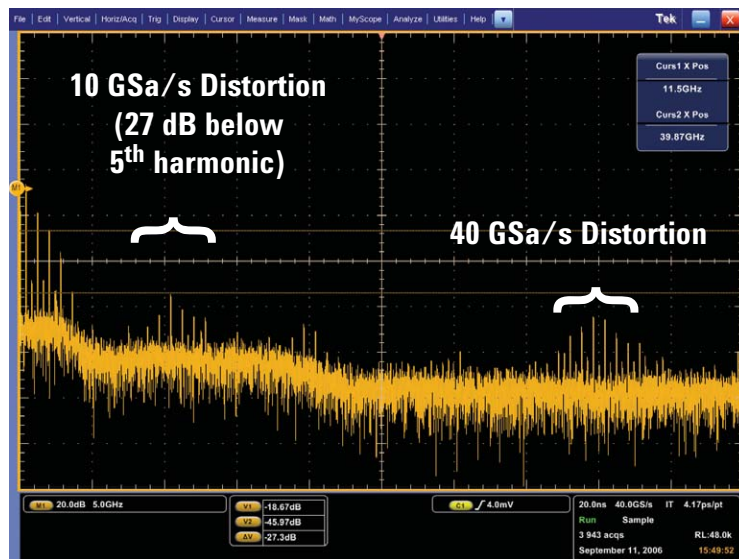 File | Edit | Vertical | Horiz/Acq | Trig | Display | Cursor | Measure | Mask | Math | MyScope | Analyze | Utilities | Help
Tek
X
Curs1 X Pos
11.5GHz
Curs2 X Pos
39.87GHz
10 GSa/s Distortion
(27 dB below
5th harmonic)
M1
40 GSa/s Distortion
M1 20.0dB 5.0GHz
V1 -18.67dB
V2 -45.97dB
ΔV -27.3dB
C1 4.0mV
20.0ns 40.0GS/s IT 4.17ps/pt
Run Sample
3 943 acqs RL:48.0k
September 11, 2006 15:49:52